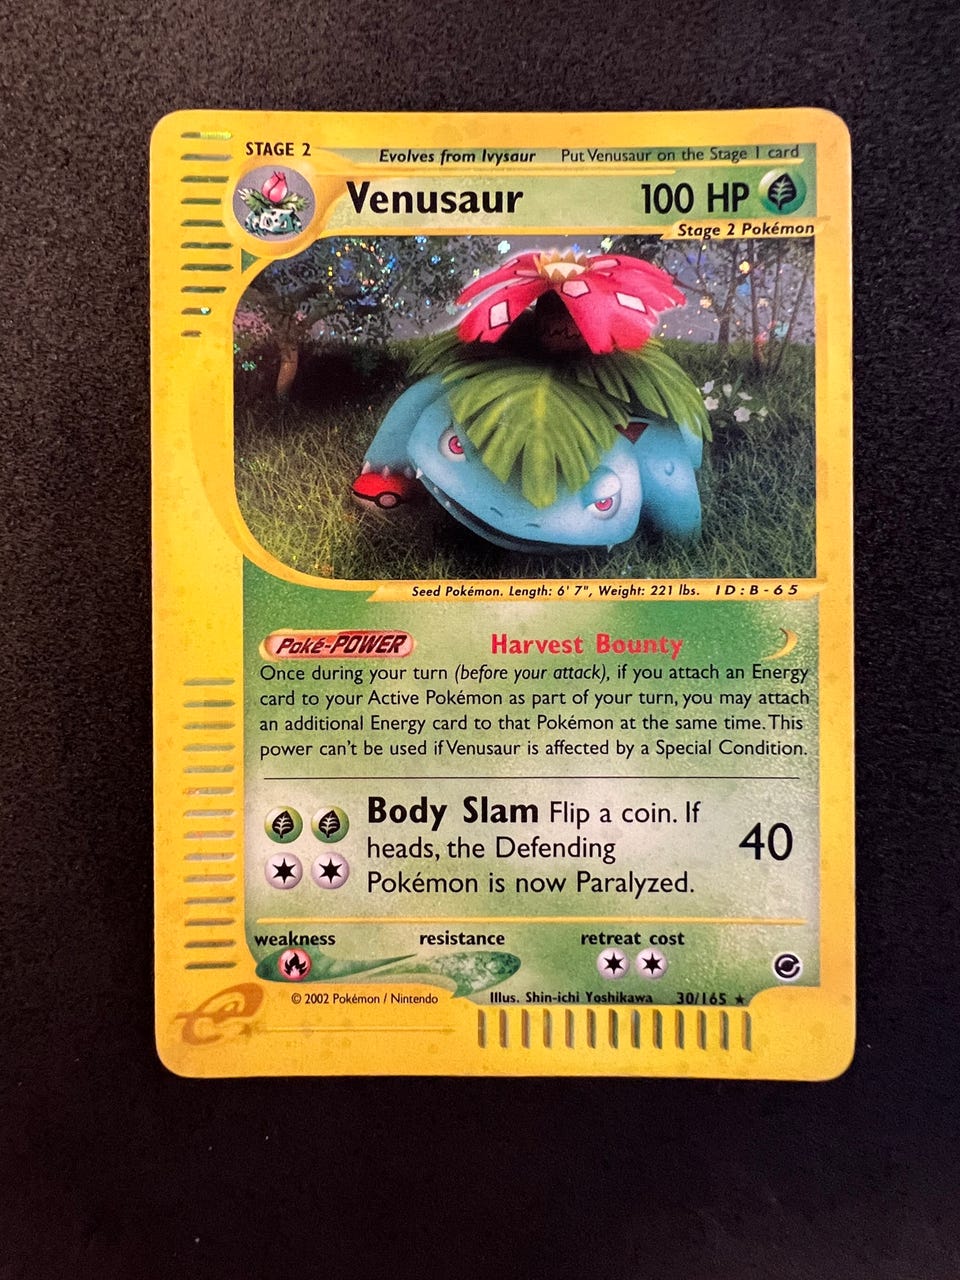 STAGE 2
Evolves from Ivysaur Put Venusaur on the Stage 1 card
Venusaur 100 HP
Stage 2 Pokémon
Seed Pokémon. Length: 6' 7", Weight: 221 lbs. ID:B-65
Poké-POWER Harvest Bounty
Once during your turn (before your attack), if you attach an Energy
card to your Active Pokémon as part of your turn, you may attach
an additional Energy card to that Pokémon at the same time. This
power can't be used if Venusaur is affected by a Special Condition.
Body Slam Flip a coin. If
heads, the Defending 40
Pokémon is now Paralyzed.
weakness resistance retreat cost
© 2002 Pokémon / Nintendo Illus. Shin-ichi Yoshikawa 30/165 ★
e